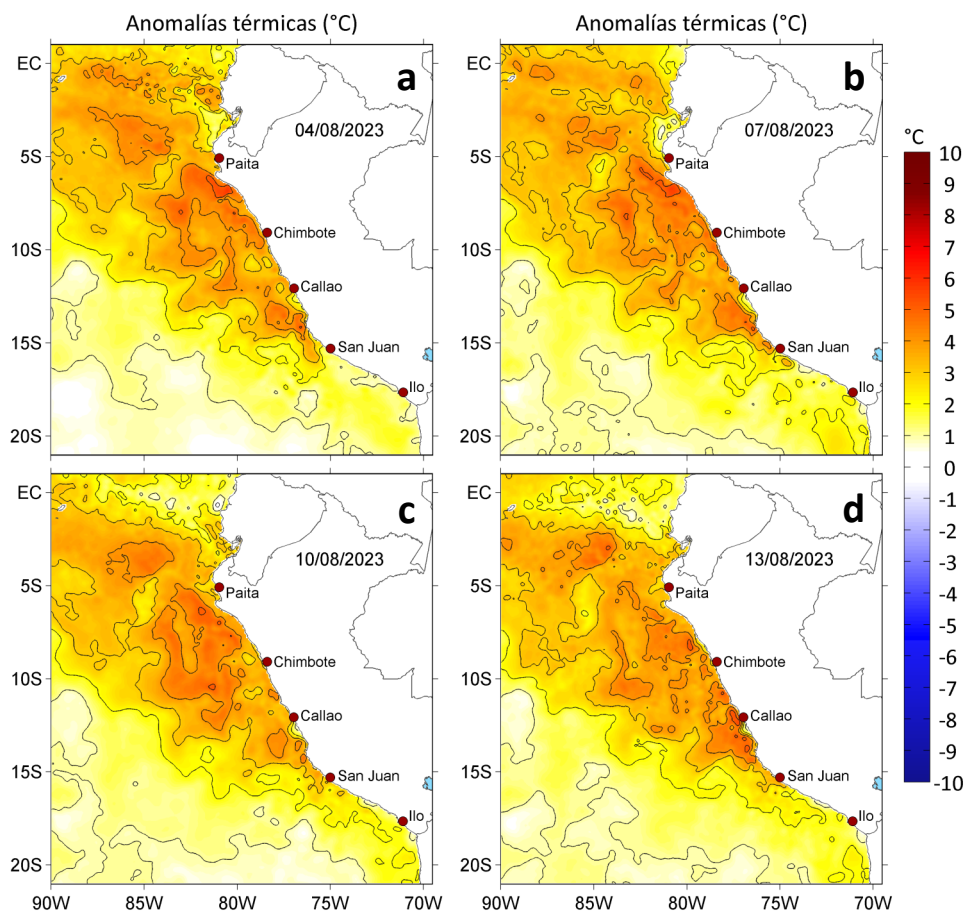 Anomalías térmicas (°C)
Anomalías térmicas (°C)
EC
5S
10S
15S
20S
a
04/08/2023
Paita
Chimbote
Callao
San Juan
Ilo
EC
5S
10S
15S
20S
b
07/08/2023
Paita
Chimbote
Callao
San Juan
Ilo
EC
5S
10S
15S
20S
c
10/08/2023
Paita
Chimbote
Callao
San Juan
Ilo
90W 85W 80W 75W 70W
EC
5S
10S
15S
20S
d
13/08/2023
Paita
Chimbote
Callao
San Juan
Ilo
90W 85W 80W 75W 70W
°C
10
9
8
7
6
5
4
3
2
1
0
-1
-2
-3
-4
-5
-6
-7
-8
-9
-10